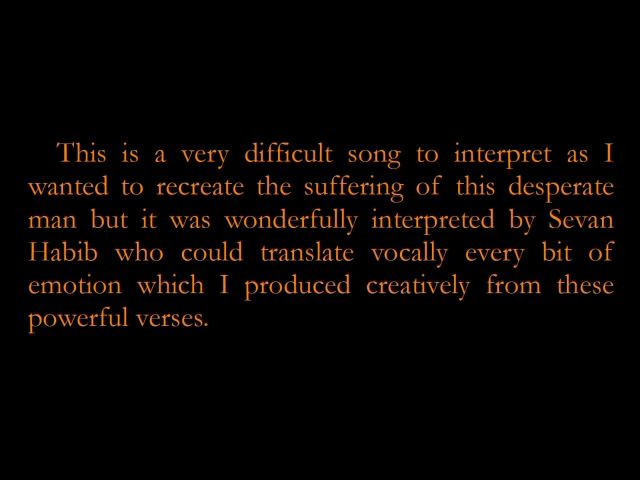 This is a very difficult song to interpret as I
wanted to recreate the suffering of this desperate
man but it was wonderfully interpreted by Sevan
Habib who could translate vocally every bit of
emotion which I produced creatively from these
powerful verses.